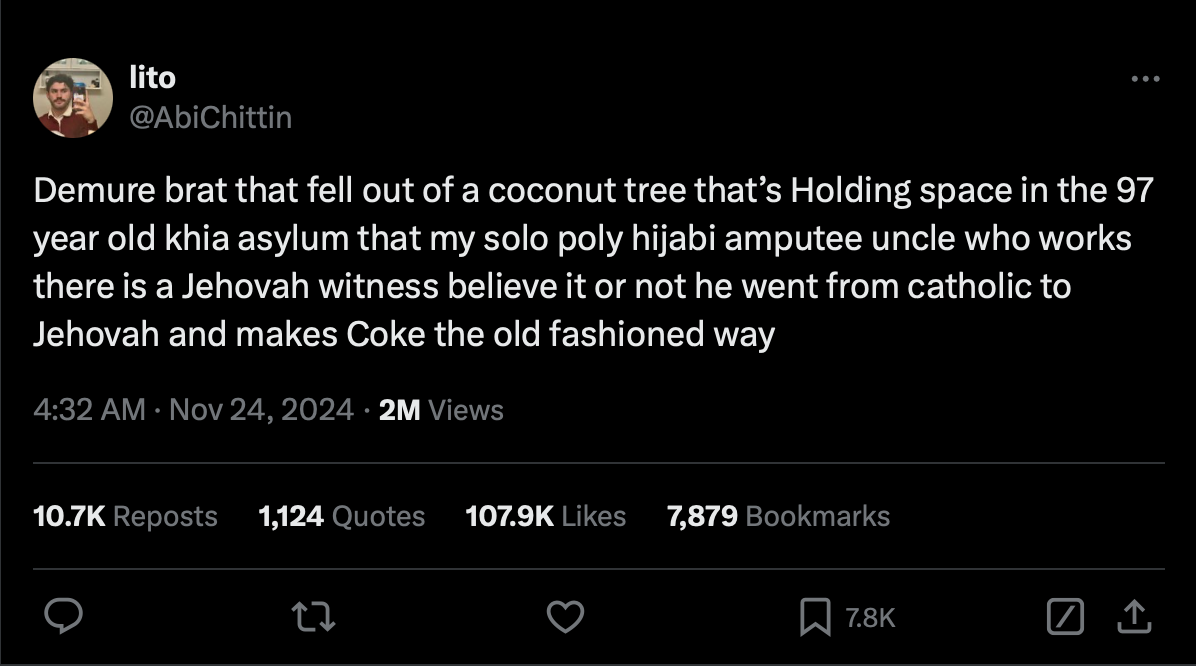 lito
@AbiChittin
Demure brat that fell out of a coconut tree that’s Holding space in the 97
year old khia asylum that my solo poly hijabi amputee uncle who works
there is a Jehovah witness believe it or not he went from catholic to
Jehovah and makes Coke the old fashioned way
4:32 AM · Nov 24, 2024 · 2M Views
10.7K Reposts 1,124 Quotes 107.9K Likes 7,879 Bookmarks
7.8K